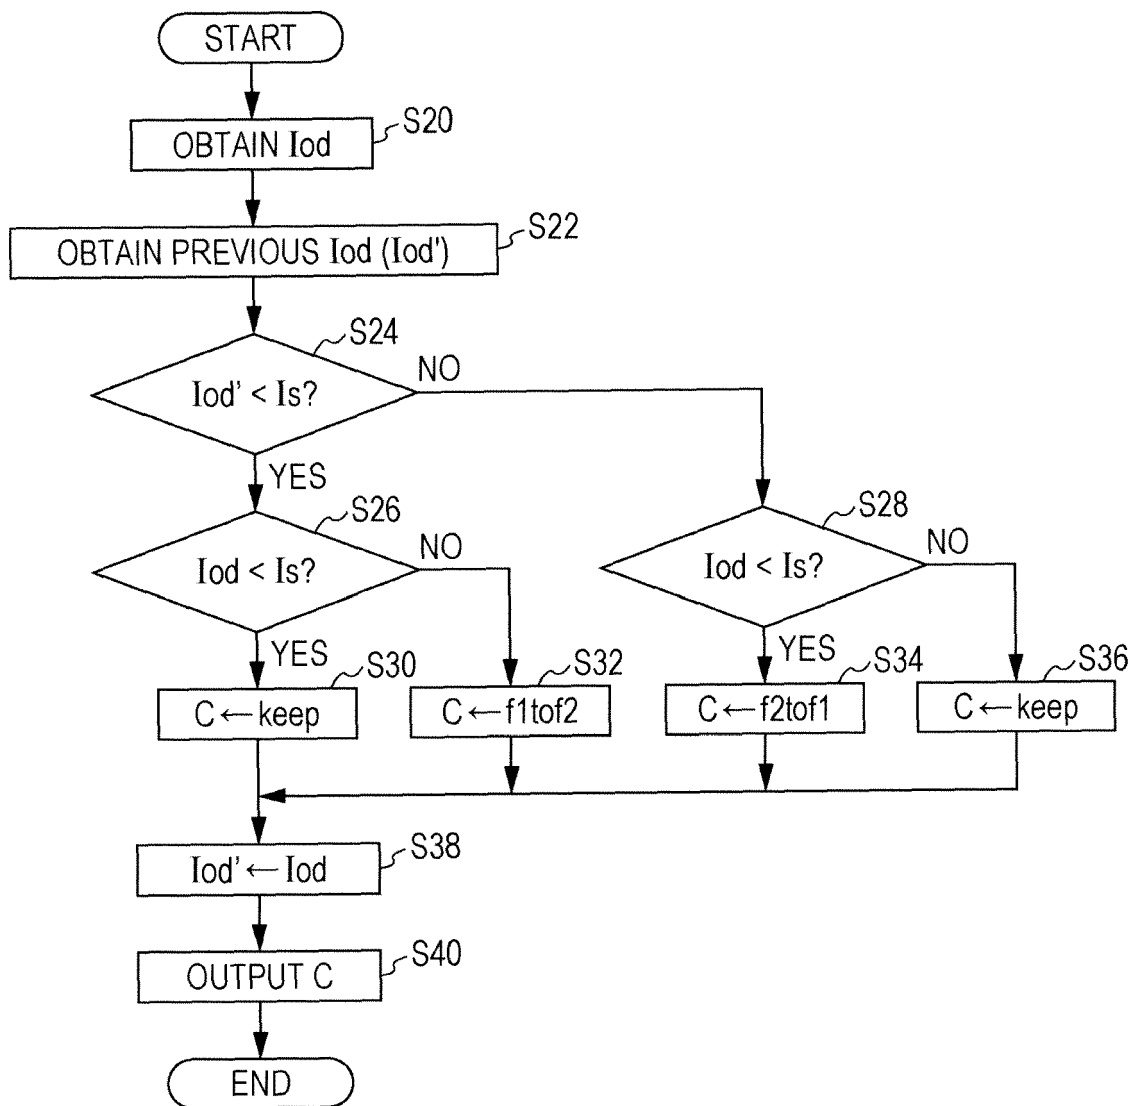 START
OBTAIN Iod
S20
OBTAIN PREVIOUS Iod (Iod')
S22
Iod' < Is?
S24
NO
YES
Iod < Is?
S26
NO
YES
Iod < Is?
S28
NO
YES
C←keep
S30
C←f1tof2
S32
C←f2tof1
S34
C←keep
S36
Iod' ← Iod
S38
OUTPUT C
S40
END